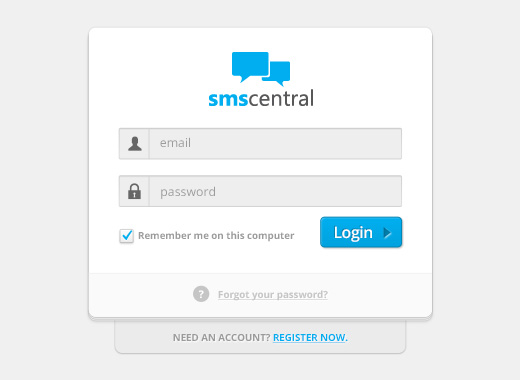 smscentral
email
password
Remember me on this computer
Login
? Forgot your password?
NEED AN ACCOUNT? REGISTER NOW.